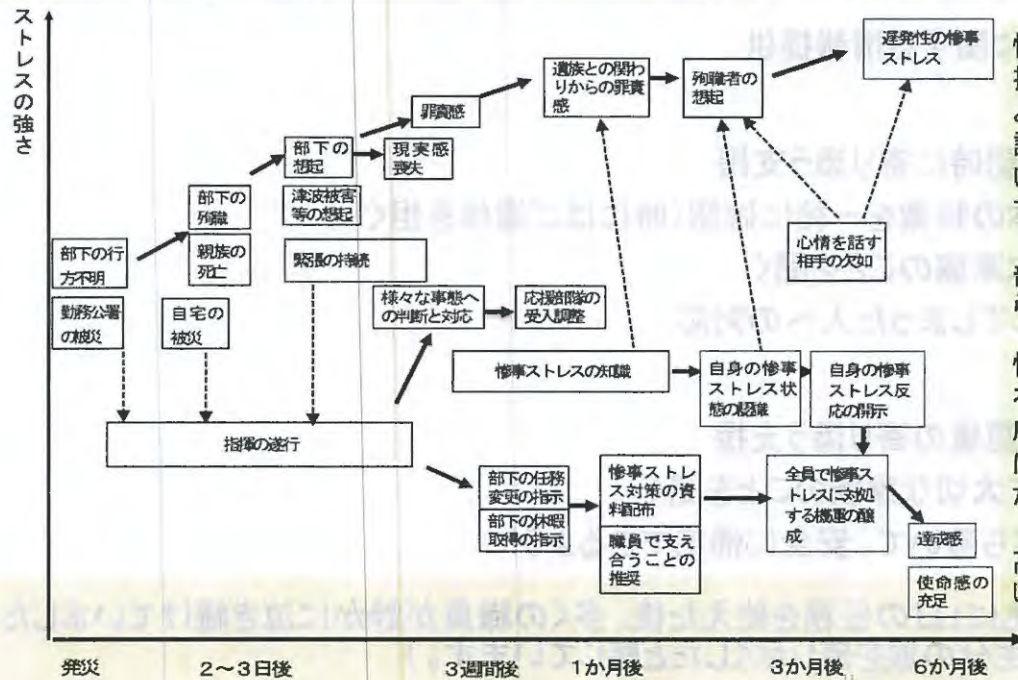 ストレスの強さ
遅発性の惨事
ストレス
遺族との関わ
りからの罪責
感
殉職者の
想起
罪責感
部下の
想起
現実感
喪失
部下の
殉職
津波被害
等の想起
心情を話す
相手の欠如
部下の行
方不明
親族の
死亡
緊張の持続
様々な事態へ
の判断と対応
応援部隊の
受入調整
勤務公署
の被災
自宅の
被災
惨事ストレスの知識
自身の惨事
ストレス状
態の認識
自身の惨事
ストレス反
応の開示
指揮の遂行
部下の任務
変更の指示
部下の休暇
取得の指示
惨事ストレ
ス対策の資
料配布
職員で支え
合うことの
推奨
全員で惨事ス
トレスに対処
する機運の醸
成
達成感
使命感の
充足
発災
2~3日後
3週間後
1か月後
3か月後
6か月後